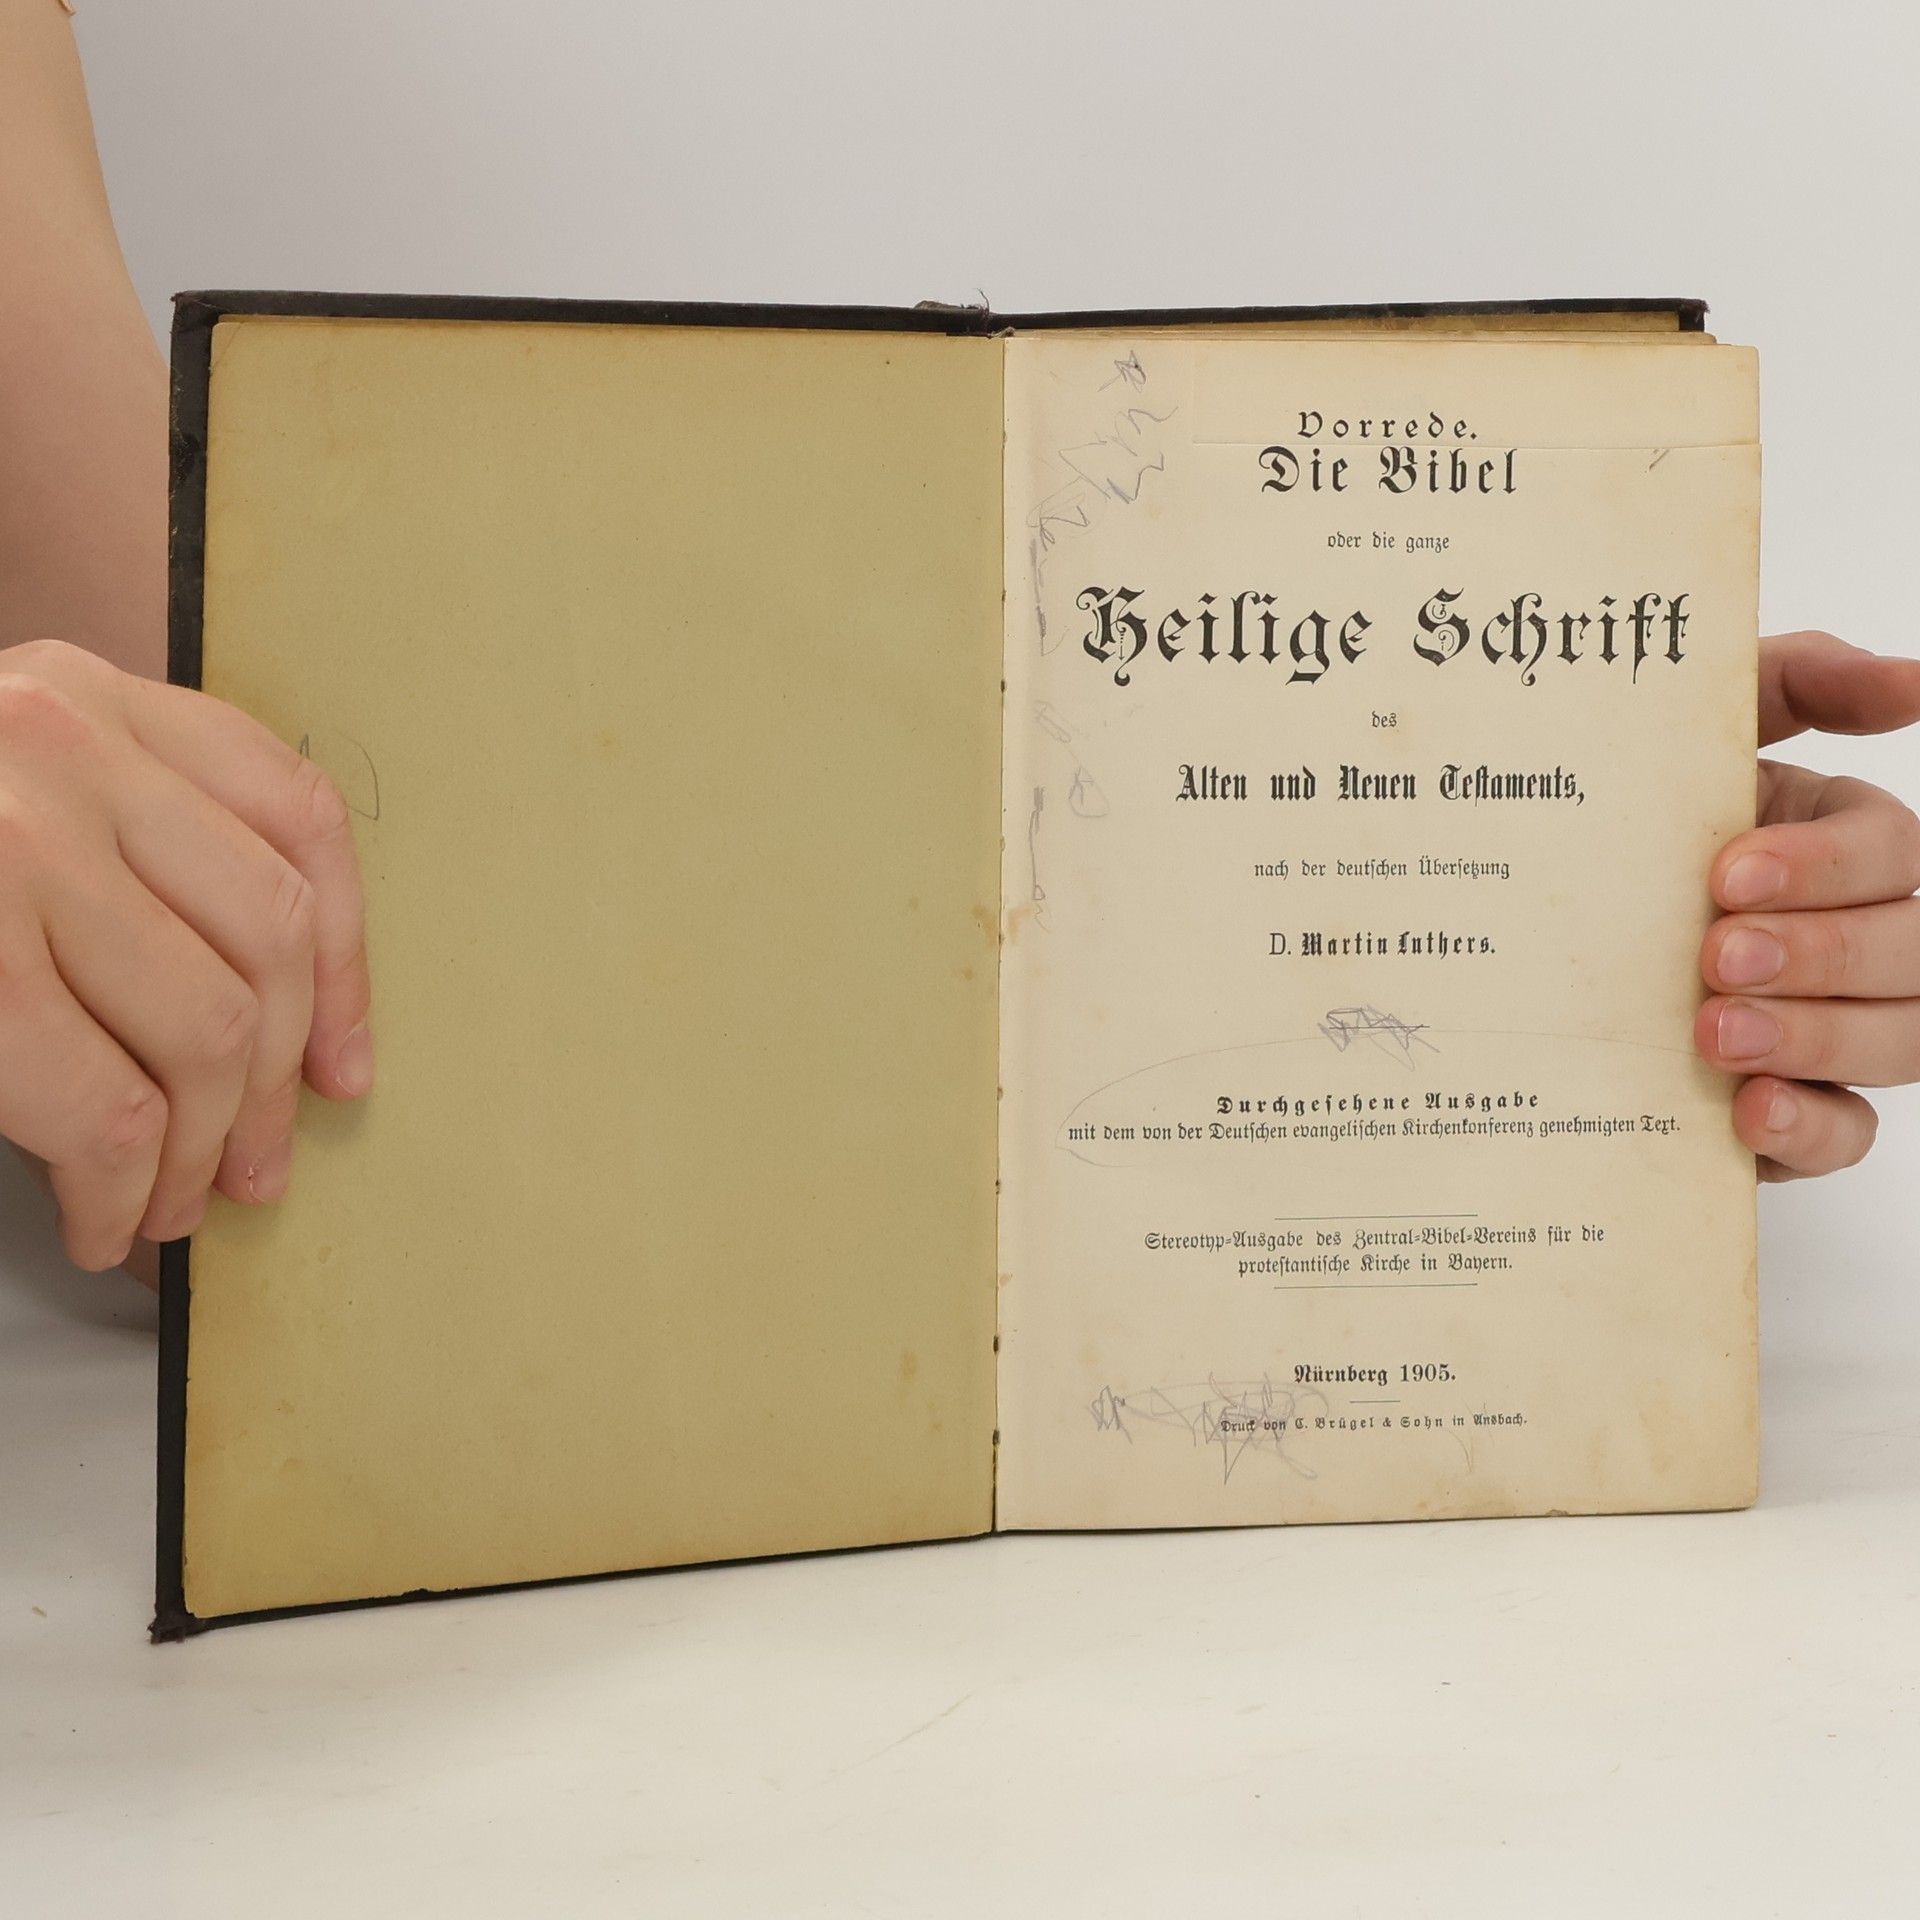 Vorrede.
Die Bibel
oder die ganze
Heilige Schrift
des
Alten und Neuen Testaments,
nach der deutschen Übersetzung
D. Martin Luthers.
Durchgesehene Ausgabe
mit dem von der Deutschen evangelischen Kirchenkonferenz genehmigten Text.
Stereotyp-Ausgabe des Zentral-Bibel-Vereins für die
protestantische Kirche in Bayern.
Nürnberg 1905.
Druck von C. Brügel & Sohn in Ansbach.